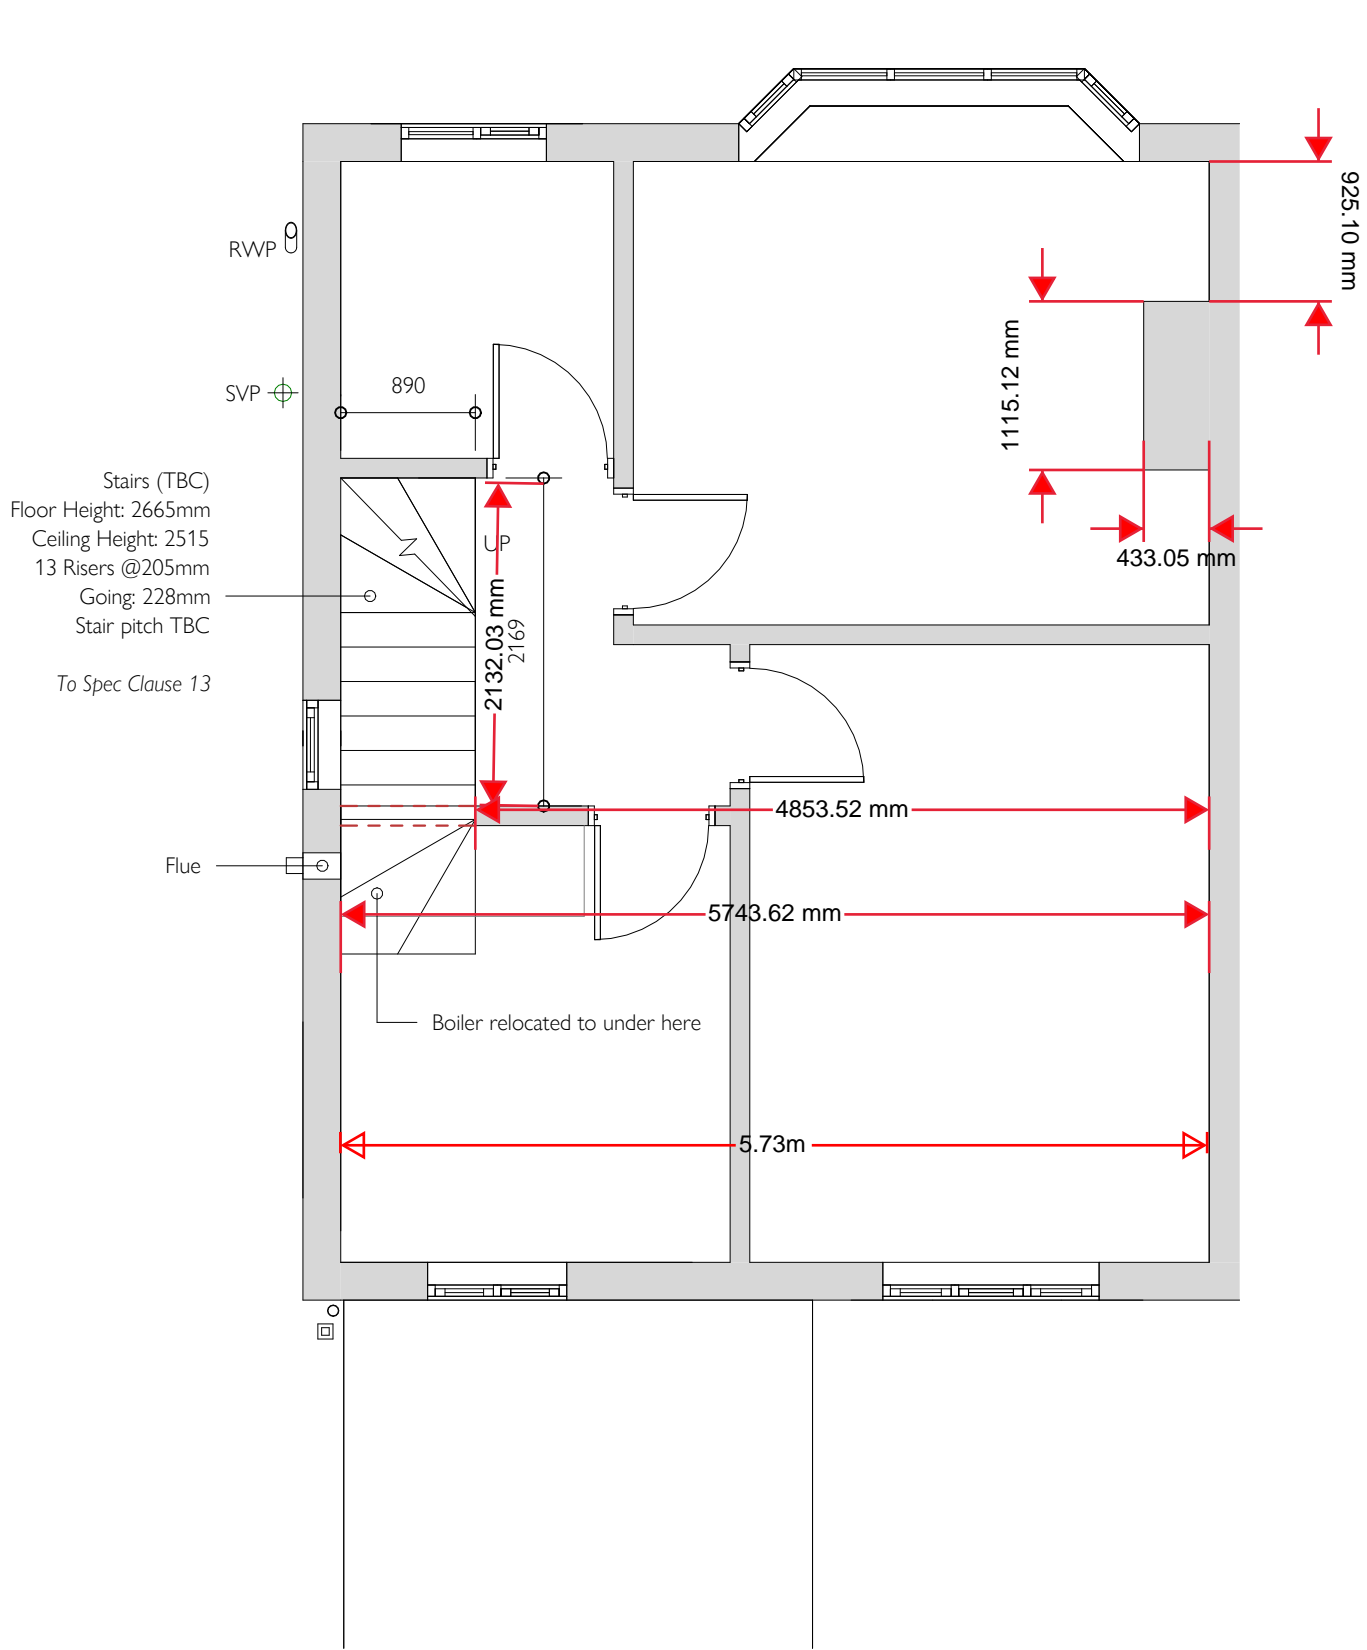 925.10 mm
RWP
1115.12 mm
890
SVP
Stairs (TBC)
Floor Height: 2665mm
Ceiling Height: 2515
13 Risers @205mm
Going: 228mm
Stair pitch TBC
To Spec Clause 13
UP
2132.03 mm
2169
433.05 mm
4853.52 mm
Flue
5743.62 mm
Boiler relocated to under here
5.73m